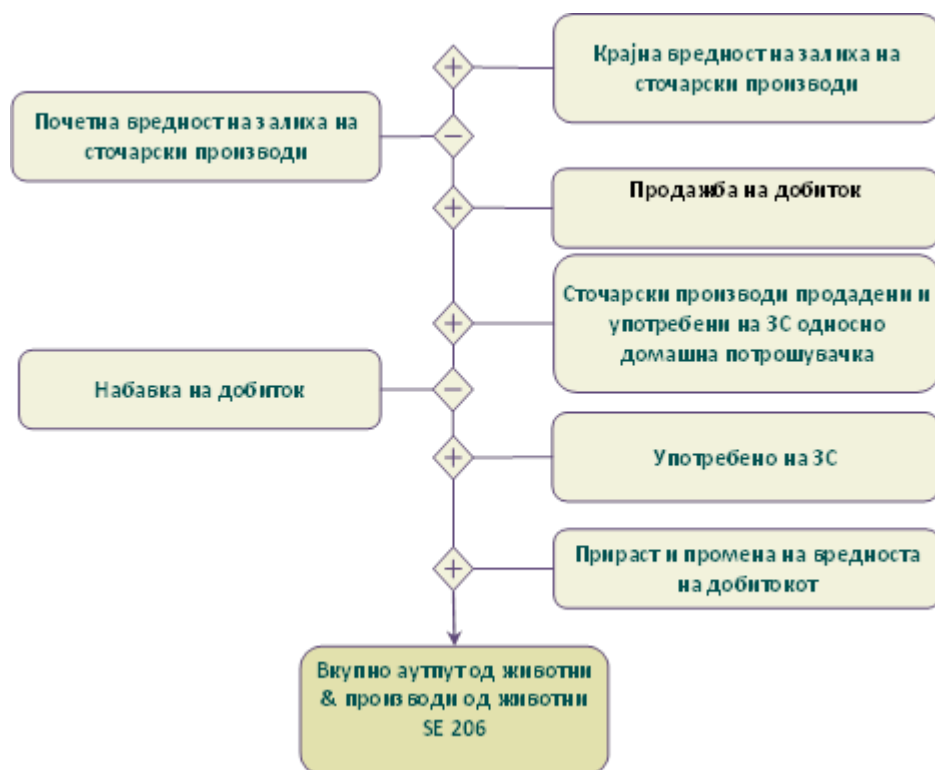 Крајна вредност на залиха на
сточарски производи
Почетна вредност на залиха на
сточарски производи
Продажба на добиток
Сточарски производи продадени и
употребени на ЗС односно
домашна потрошувачка
Набавка на добиток
Употребено на ЗС
Прираст и промена на вредноста
на добитокот
Вкупно аутпут од животни
& производи од животни
SE 206